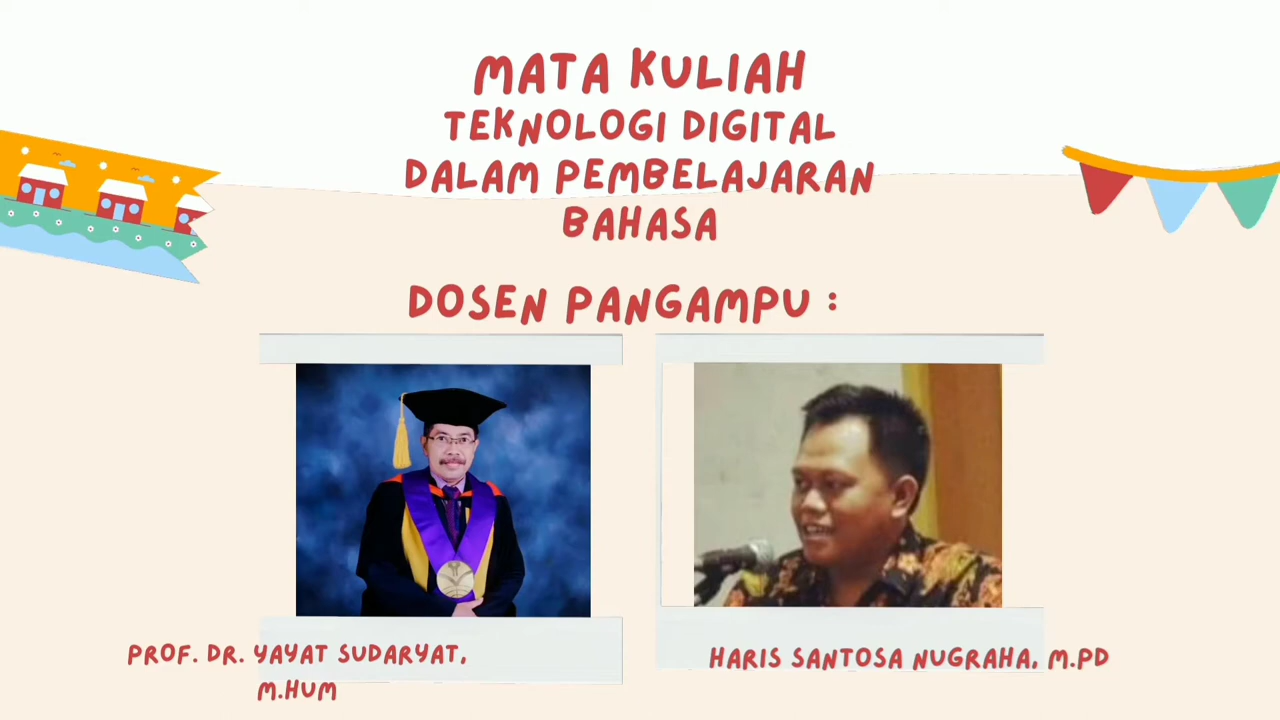 MATA KULIAH
TEKNOLOGI DIGITAL
DALAM PEMBELAJARAN
BAHASA
DOSEN PANGAMPU :
PROF. DR. YAYAT SUDARYAT,
M.HUM
HARIS SANTOSA NUGRAHA, M.PD